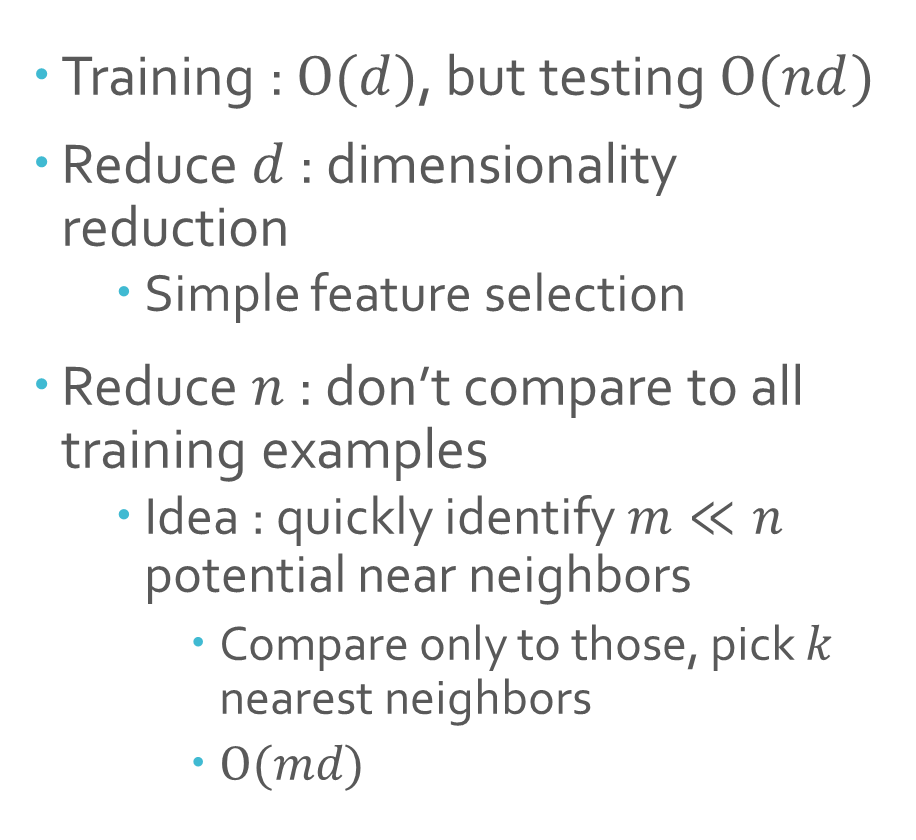 • Training : O(d), but testing O(nd)
• Reduce d : dimensionality
reduction
• Simple feature selection
• Reduce n : don’t compare to all
training examples
• Idea : quickly identify m ≪ n
potential near neighbors
• Compare only to those, pick k
nearest neighbors
• O(md)